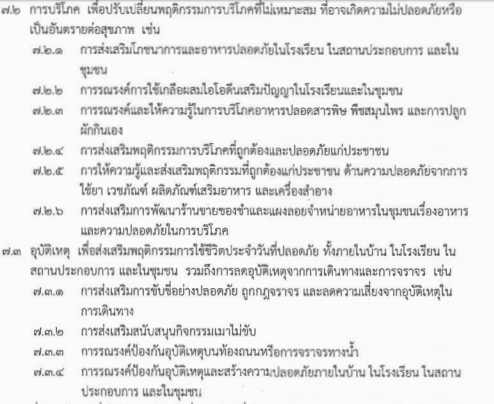 ๗.๒ การบริโภค เพื่อปรับเปลี่ยนพฤติกรรมการบริโภคที่ไม่เหมาะสม ที่อาจเกิดความไม่ปลอดภัยหรือ
เป็นอันตรายต่อสุขภาพ เช่น
๗.๒.๑ การส่งเสริมโภชนาการและอาหารปลอดภัยในโรงเรียน ในสถานประกอบการ และใน
ชุมชน
๗.๒.๒ การรณรงค์การใช้เกลือผสมไอโอดีนเสริมปัญญาในโรงเรียนและในชุมชน
๗.๒.๓ การรณรงค์และให้ความรู้ในการบริโภคอาหารปลอดสารพิษ พืชสมุนไพร และการปลูก
ผักกินเอง
๗.๒.๔ การส่งเสริมพฤติกรรมการบริโภคที่ถูกต้องและปลอดภัยแก่ประชาชน
๗.๒.๕ การให้ความรู้และส่งเสริมพฤติกรรมที่ถูกต้องแก่ประชาชน ด้านความปลอดภัยจากการ
ใช้ยา เวชภัณฑ์ ผลิตภัณฑ์เสริมอาหาร และเครื่องสำอาง
๗.๒.๖ การส่งเสริมการพัฒนาร้านขายของชำและแผงลอยจำหน่ายอาหารในชุมชนเรื่องอาหาร
และความปลอดภัยในการบริโภค
๗.๓ อุบัติเหตุ เพื่อส่งเสริมพฤติกรรมการใช้ชีวิตประจำวันที่ปลอดภัย ทั้งภายในบ้าน ในโรงเรียน ใน
สถานประกอบการ และในชุมชน รวมถึงการลดอุบัติเหตุจากการเดินทางและการจราจร เช่น
๗.๓.๑ การส่งเสริมการขับขี่อย่างปลอดภัย ถูกกฎจราจร และลดความเสี่ยงจากอุบัติเหตุใน
การเดินทาง
๗.๓.๒ การส่งเสริมสนับสนุนกิจกรรมเมาไม่ขับ
๗.๓.๓ การรณรงค์ป้องกันอุบัติเหตุบนท้องถนนหรือการจราจรทางน้ำ
๗.๓.๔ การรณรงค์ป้องกันอุบัติเหตุและสร้างความปลอดภัยภายในบ้าน ในโรงเรียน ในสถาน
ประกอบการ และในชุมชน